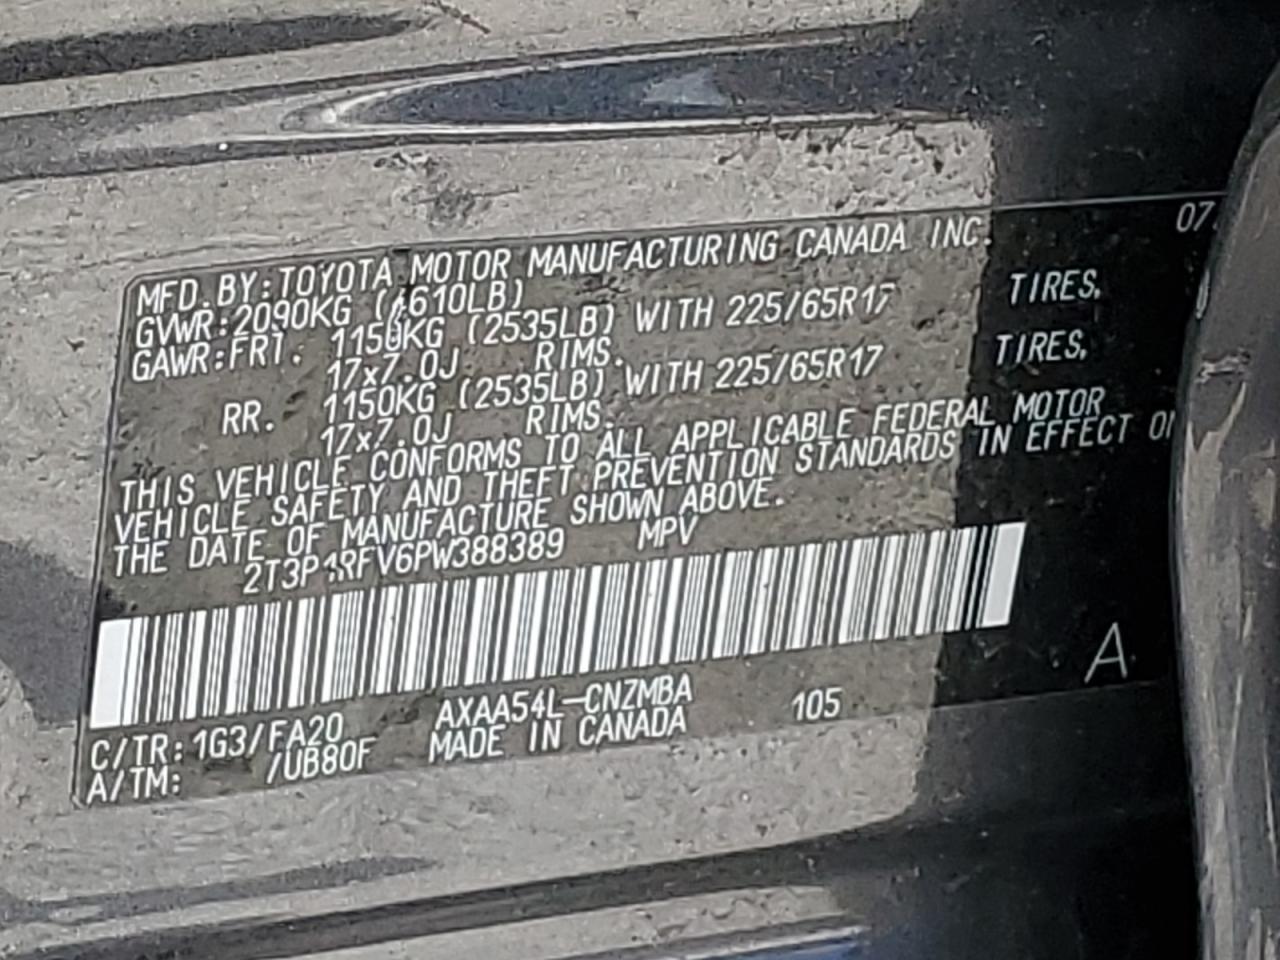 MFD. BY: TOYOTA MOTOR MANUFACTURING CANADA INC. 07
GVWR: 2090KG (4610LB)
GAWR: FRT. 1150KG (2535LB) WITH 225/65R17 TIRES,
17x7.0J RIMS.
RR. 1150KG (2535LB) WITH 225/65R17 TIRES,
17x7.0J RIMS.
THIS VEHICLE CONFORMS TO ALL APPLICABLE FEDERAL MOTOR
VEHICLE SAFETY AND THEFT PREVENTION STANDARDS IN EFFECT ON
THE DATE OF MANUFACTURE SHOWN ABOVE.
2T3P1RFV6PW388389 MPV
A
C/TR: 1G3/FA20 AXAA54L-CNZMBA 105
A/TM: /UB80F MADE IN CANADA